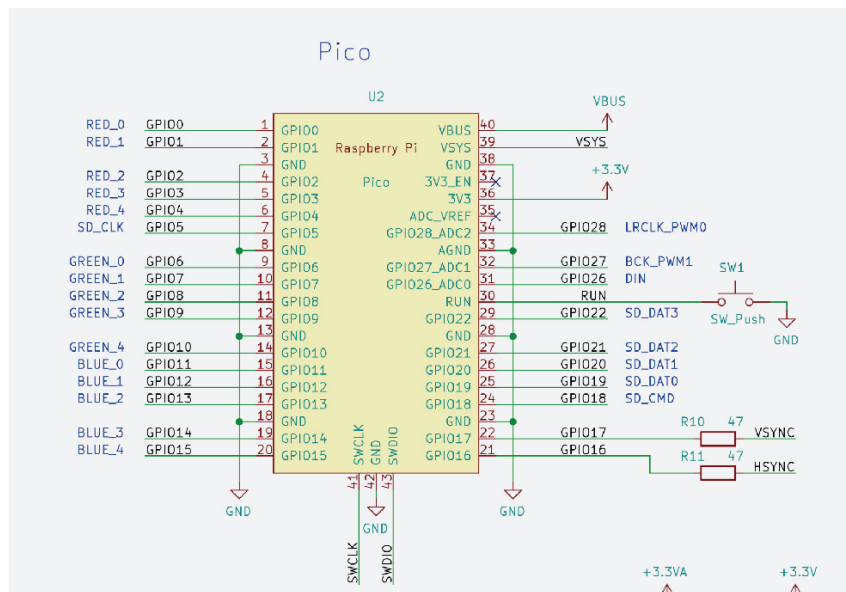 Pico
U2
VBUS
RED_0 GPIO0 1 GPIO0 VBUS 40
RED_1 GPIO1 2 GPIO1 Raspberry Pi VSYS 39 VSYS
3 GND GND 38
RED_2 GPIO2 4 GPIO2 Pico 3V3_EN 37 +3.3V
RED_3 GPIO3 5 GPIO3 3V3 36
RED_4 GPIO4 6 GPIO4 ADC_VREF 35
SD_CLK GPIO5 7 GPIO5 GPIO28_ADC2 34 GPIO28 LRCLK_PWM0
8 GND AGND 33
GREEN_0 GPIO6 9 GPIO6 GPIO27_ADC1 32 GPIO27 BCK_PWM1
GREEN_1 GPIO7 10 GPIO7 GPIO26_ADC0 31 GPIO26 DIN SW1
GREEN_2 GPIO8 11 GPIO8 RUN 30 RUN
GREEN_3 GPIO9 12 GPIO9 GPIO22 29 GPIO22 SD_DAT3 SW_Push
13 GND GND 28 GND
GREEN_4 GPIO10 14 GPIO10 GPIO21 27 GPIO21 SD_DAT2
BLUE_0 GPIO11 15 GPIO11 GPIO20 26 GPIO20 SD_DAT1
BLUE_1 GPIO12 16 GPIO12 GPIO19 25 GPIO19 SD_DAT0
BLUE_2 GPIO13 17 GPIO13 GPIO18 24 GPIO18 SD_CMD
18 GND GND 23
BLUE_3 GPIO14 19 GPIO14 GPIO17 22 GPIO17 R10 47 VSYNC
BLUE_4 GPIO15 20 GPIO15 GPIO16 21 GPIO16 R11 47 HSYNC
SWCLK GND SWDIO
41 42 43
GND GND GND
SWCLK SWDIO
+3.3VA +3.3V